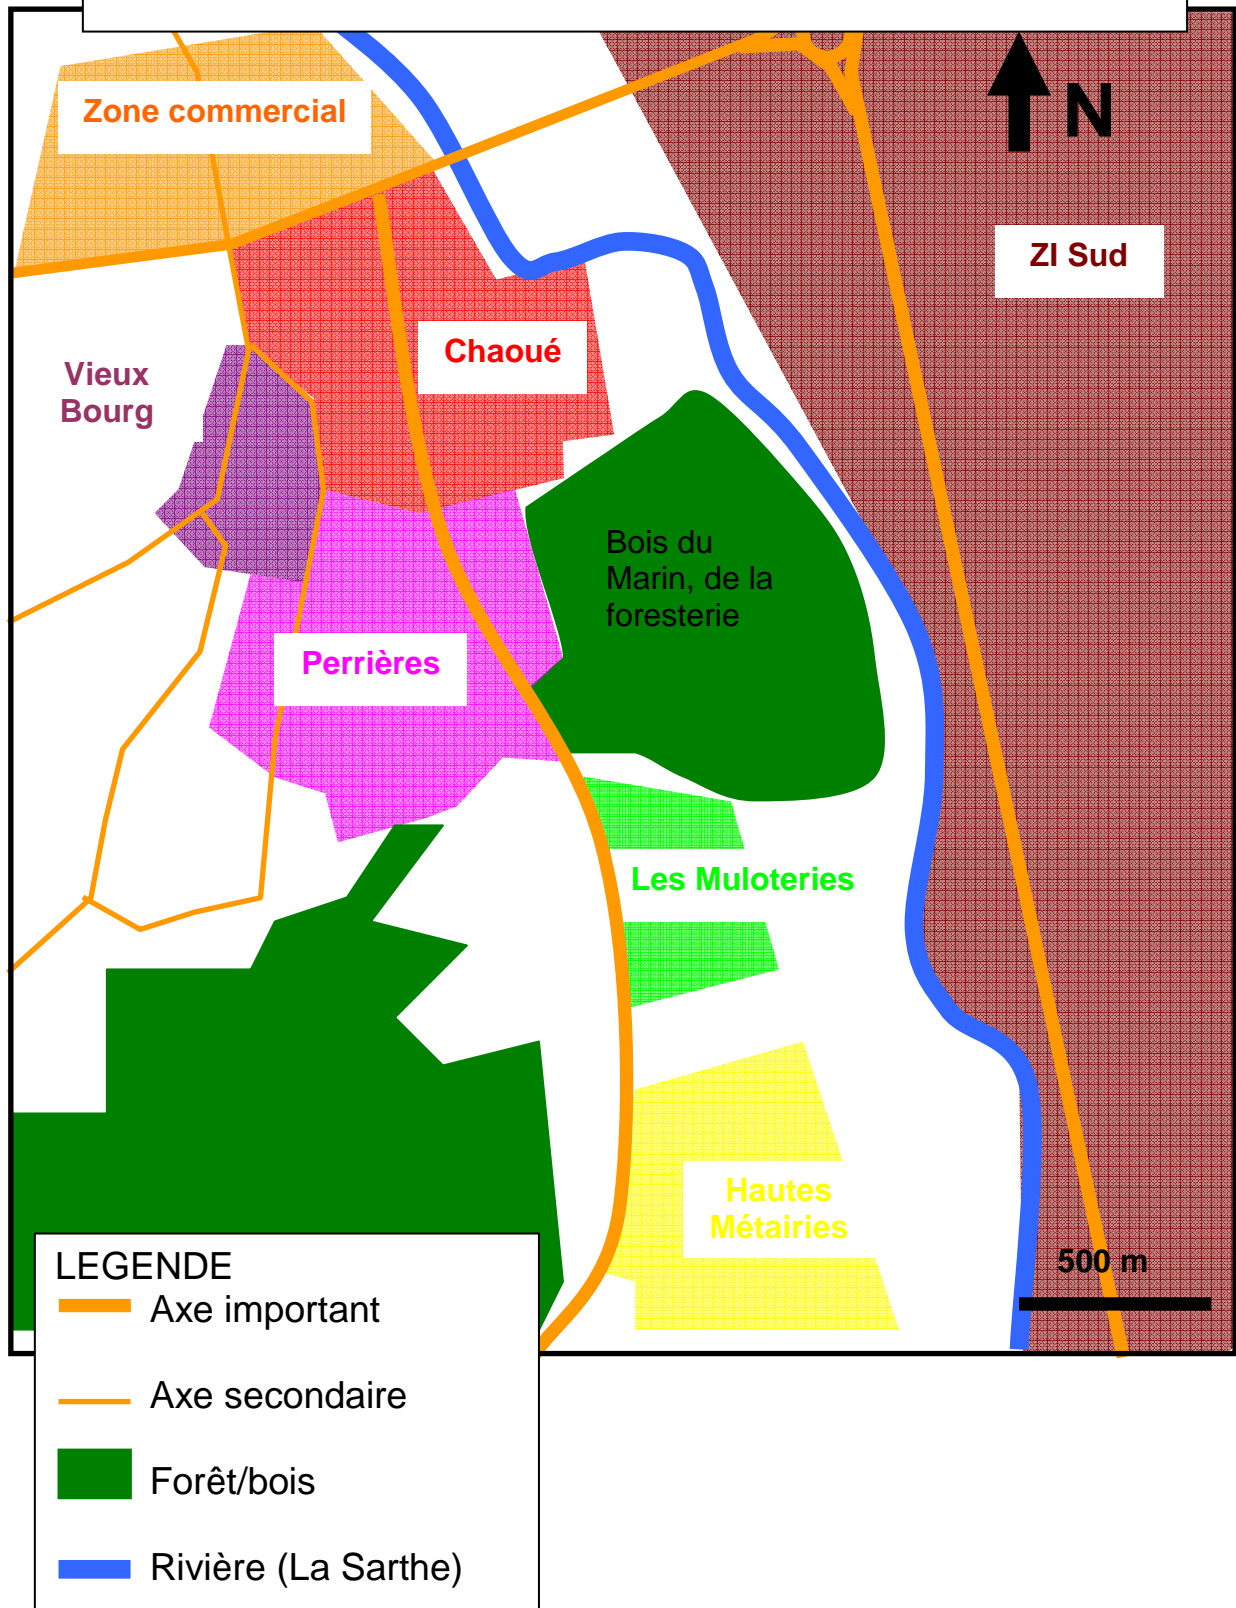 Zone commercial
N
ZI Sud
Chaoué
Vieux
Bourg
Bois du
Marin, de la
foresterie
Perrières
Les Muloteries
Hautes
Métairies
500 m
LEGENDE
Axe important
Axe secondaire
Forêt/bois
Rivière (La Sarthe)